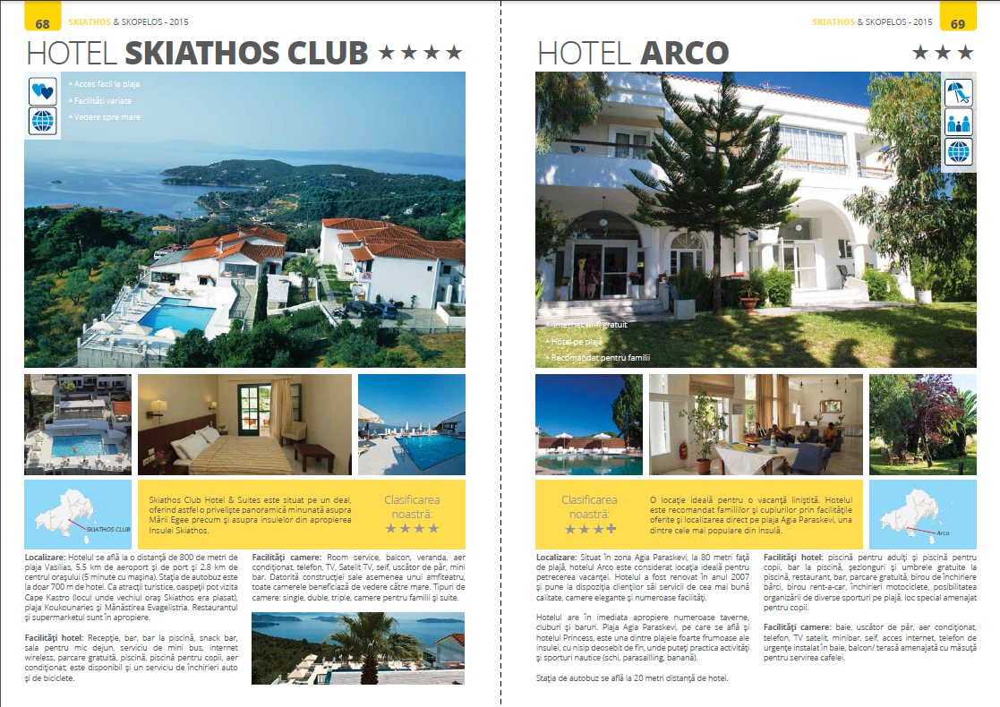 68
SKIATHOS & SKOPELOS - 2015
HOTEL SKIATHOS CLUB ★★★★
Acces facil la plaja
Facilități variate
Vedere spre mare
SKIATHOS CLUB
Skiathos Club Hotel & Suites este situat pe un deal,
oferind astfel o priveliște panoramică minunată asupra
Mării Egee precum și asupra insulelor din apropierea
Insulei Skiathos.
Clasificarea
noastră:
★★★★
Localizare: Hotelul se află la o distanță de 800 de metri de
plaja Vasilias, 5.5 km de aeroport și de port și 2.8 km de
centrul orașului (5 minute cu mașina). Stația de autobuz este
la doar 700 m de hotel. Ca atracții turistice, oaspeții pot vizita
Cape Kastro (locul unde vechiul oraș Skiathos era plasat),
plaja Koukounaries și Mănăstirea Evagelistria. Restaurantul
și supermarketul sunt în apropiere.
Facilități hotel: Recepție, bar, bar la piscină, snack bar,
sala pentru mic dejun, serviciu de mini bus, internet
wireless, parcare gratuită, piscină, piscină pentru copii, aer
condiționat; este disponibil și un serviciu de închirieri auto
și de biciclete.
Facilități camere: Room service, balcon, veranda, aer
condiționat, telefon, TV, Satelit TV, seif, uscător de păr, mini
bar. Datorită construcției sale asemenea unui amfiteatru,
toate camerele beneficiază de vedere către mare. Tipuri de
camere: single, duble, triple, camere pentru familii și suite.
SKIATHOS & SKOPELOS - 2015
69
HOTEL ARCO ★★★
Internet wi-fi gratuit
Hotel pe plajă
Recomandat pentru familii
Clasificarea
noastră:
★★★+
O locație ideală pentru o vacanță liniștită. Hotelul
este recomandat familiilor și cuplurilor prin facilitățile
oferite și localizarea direct pe plaja Agia Paraskevi, una
dintre cele mai populare din insulă.
Arco
Localizare: Situat în zona Agia Paraskevi, la 80 metri față
de plajă, hotelul Arco este considerat locația ideală pentru
petrecerea vacanței. Hotelul a fost renovat în anul 2007
și pune la dispoziția clienților săi servicii de cea mai bună
calitate, camere elegante și numeroase facilități.
Hotelul are în imediata apropiere numeroase taverne,
cluburi și baruri. Plaja Agia Paraskevi, pe care se află și
hotelul Princess, este una dintre plajele foarte frumoase ale
insulei, cu nisip deosebit de fin, unde puteți practica activități
și sporturi nautice (schi, parasailling, banană).
Stația de autobuz se află la 20 metri distanță de hotel.
Facilități hotel: piscină pentru adulți și piscină pentru
copii, bar la piscină, șezlonguri și umbrele gratuite la
piscină, restaurant, bar, parcare gratuită, birou de închiriere
bărci, birou rent-a-car, închirieri motociclete, posibilitatea
organizării de diverse sporturi pe plajă, loc special amenajat
pentru copii.
Facilități camere: baie, uscător de păr, aer condiționat,
telefon, TV satelit, minibar, seif, acces internet, telefon de
urgențe instalat în baie, balcon/ terasă amenajată cu măsuță
pentru servirea cafelei.